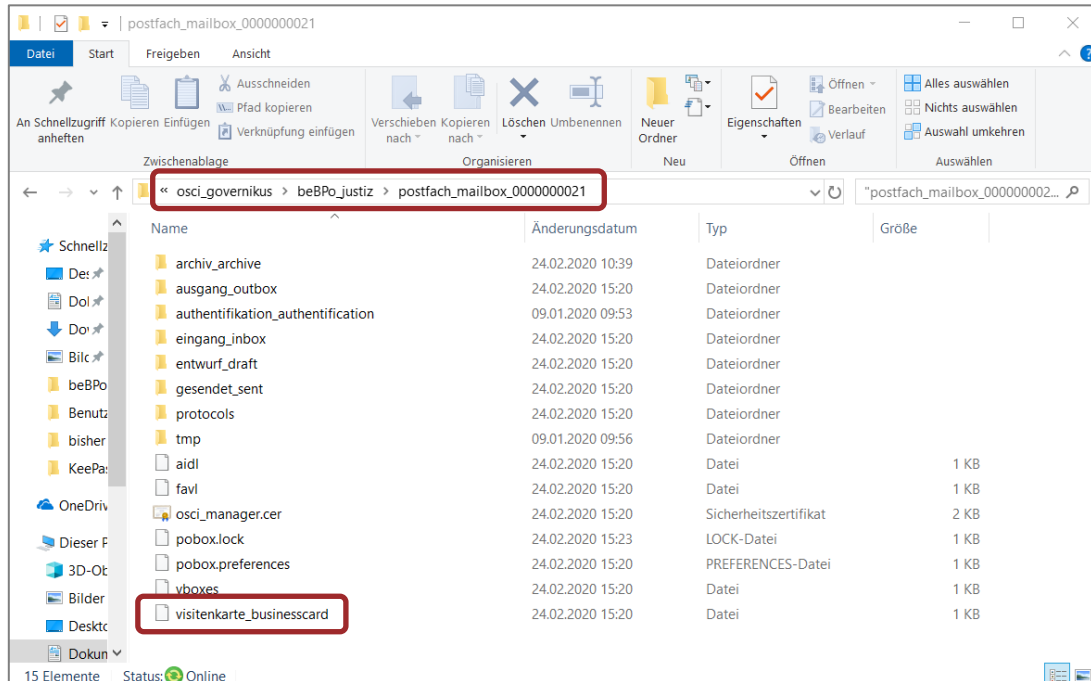 postfach_mailbox_0000000021
Datei Start Freigeben Ansicht
An Schnellzugriff anheften
Kopieren
Einfügen
Ausschneiden
Pfad kopieren
Verknüpfung einfügen
Zwischenablage
Verschieben nach
Kopieren nach
Löschen
Umbenennen
Organisieren
Neuer Ordner
Neu
Eigenschaften
Öffnen
Bearbeiten
Verlauf
Öffnen
Alles auswählen
Nichts auswählen
Auswahl umkehren
Auswählen
« osci_governikus > beBPo_justiz > postfach_mailbox_0000000021
"postfach_mailbox_000000002...
Schnellz
Des
Dol
Dov
Bilc
beBPo
Benutz
bisher
KeePas
OneDriv
Dieser P
3D-Ob
Bilder
Deskto
Dokun
Name Änderungsdatum Typ Größe
archiv_archive 24.02.2020 10:39 Dateiordner
ausgang_outbox 24.02.2020 15:20 Dateiordner
authentifikation_authentification 09.01.2020 09:53 Dateiordner
eingang_inbox 24.02.2020 15:20 Dateiordner
entwurf_draft 24.02.2020 15:20 Dateiordner
gesendet_sent 24.02.2020 15:20 Dateiordner
protocols 24.02.2020 15:20 Dateiordner
tmp 09.01.2020 09:56 Dateiordner
aidl 24.02.2020 15:20 Datei 1 KB
favl 24.02.2020 15:20 Datei 1 KB
osci_manager.cer 24.02.2020 15:20 Sicherheitszertifikat 2 KB
pobox.lock 24.02.2020 15:23 LOCK-Datei 1 KB
pobox.preferences 24.02.2020 15:20 PREFERENCES-Datei 1 KB
vboxes 24.02.2020 15:20 Datei 1 KB
visitenkarte_businesscard 24.02.2020 15:20 Datei 1 KB
15 Elemente Status: Online